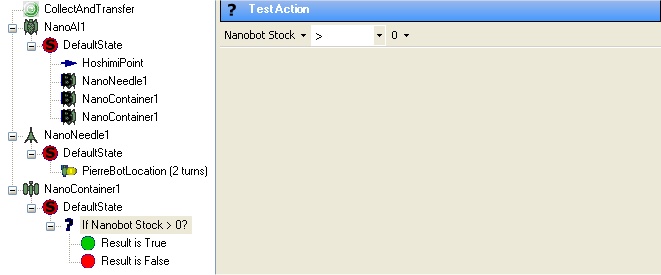 CollectAndTransfer
NanoAI1
DefaultState
HoshimiPoint
NanoNeedle1
NanoContainer1
NanoContainer1
NanoNeedle1
DefaultState
PierreBotLocation (2 turns)
NanoContainer1
DefaultState
? If Nanobot Stock > 0?
Result is True
Result is False
? TestAction
Nanobot Stock > 0